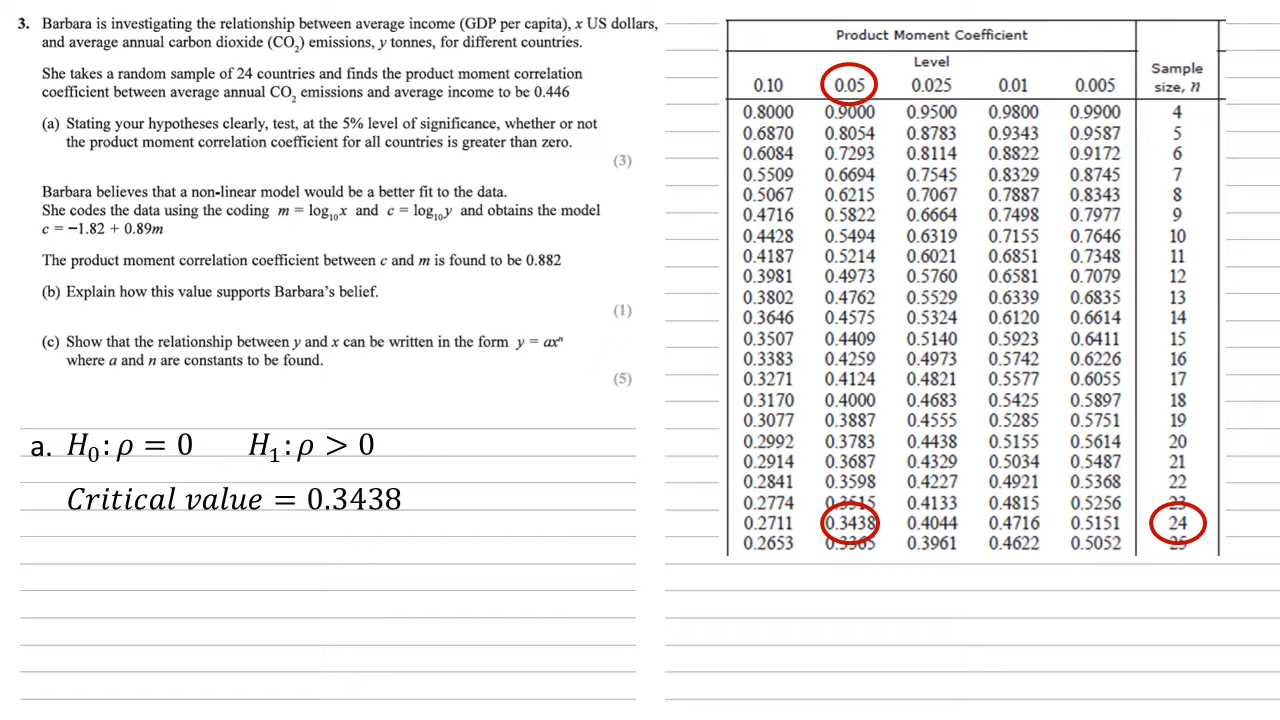 3. Barbara is investigating the relationship between average income (GDP per capita), x US dollars,
and average annual carbon dioxide (CO₂) emissions, y tonnes, for different countries.
She takes a random sample of 24 countries and finds the product moment correlation
coefficient between average annual CO₂ emissions and average income to be 0.446
(a) Stating your hypotheses clearly, test, at the 5% level of significance, whether or not
the product moment correlation coefficient for all countries is greater than zero.
(3)
Barbara believes that a non-linear model would be a better fit to the data.
She codes the data using the coding m = log₁₀x and c = log₁₀y and obtains the model
c = −1.82 + 0.89m
The product moment correlation coefficient between c and m is found to be 0.882
(b) Explain how this value supports Barbara's belief.
(1)
(c) Show that the relationship between y and x can be written in the form y = axⁿ
where a and n are constants to be found.
(5)
a. H₀: ρ = 0 H₁: ρ > 0
Critical value = 0.3438
Product Moment Coefficient
Level
Sample
0.10 0.05 0.025 0.01 0.005 size, n
0.8000 0.9000 0.9500 0.9800 0.9900 4
0.6870 0.8054 0.8783 0.9343 0.9587 5
0.6084 0.7293 0.8114 0.8822 0.9172 6
0.5509 0.6694 0.7545 0.8329 0.8745 7
0.5067 0.6215 0.7067 0.7887 0.8343 8
0.4716 0.5822 0.6664 0.7498 0.7977 9
0.4428 0.5494 0.6319 0.7155 0.7646 10
0.4187 0.5214 0.6021 0.6851 0.7348 11
0.3981 0.4973 0.5760 0.6581 0.7079 12
0.3802 0.4762 0.5529 0.6339 0.6835 13
0.3646 0.4575 0.5324 0.6120 0.6614 14
0.3507 0.4409 0.5140 0.5923 0.6411 15
0.3383 0.4259 0.4973 0.5742 0.6226 16
0.3271 0.4124 0.4821 0.5577 0.6055 17
0.3170 0.4000 0.4683 0.5425 0.5897 18
0.3077 0.3887 0.4555 0.5285 0.5751 19
0.2992 0.3783 0.4438 0.5155 0.5614 20
0.2914 0.3687 0.4329 0.5034 0.5487 21
0.2841 0.3598 0.4227 0.4921 0.5368 22
0.2774 0.3515 0.4133 0.4815 0.5256 23
0.2711 0.3438 0.4044 0.4716 0.5151 24
0.2653 0.3365 0.3961 0.4622 0.5052 25